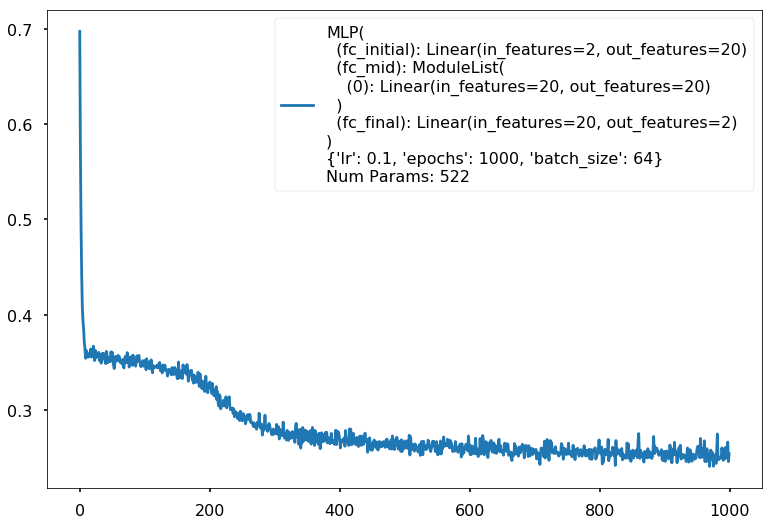 0.7
0.6
0.5
0.4
0.3
0
200
400
600
800
1000
MLP(
  (fc_initial): Linear(in_features=2, out_features=20)
  (fc_mid): ModuleList(
    (0): Linear(in_features=20, out_features=20)
  )
  (fc_final): Linear(in_features=20, out_features=2)
)
{'lr': 0.1, 'epochs': 1000, 'batch_size': 64}
Num Params: 522